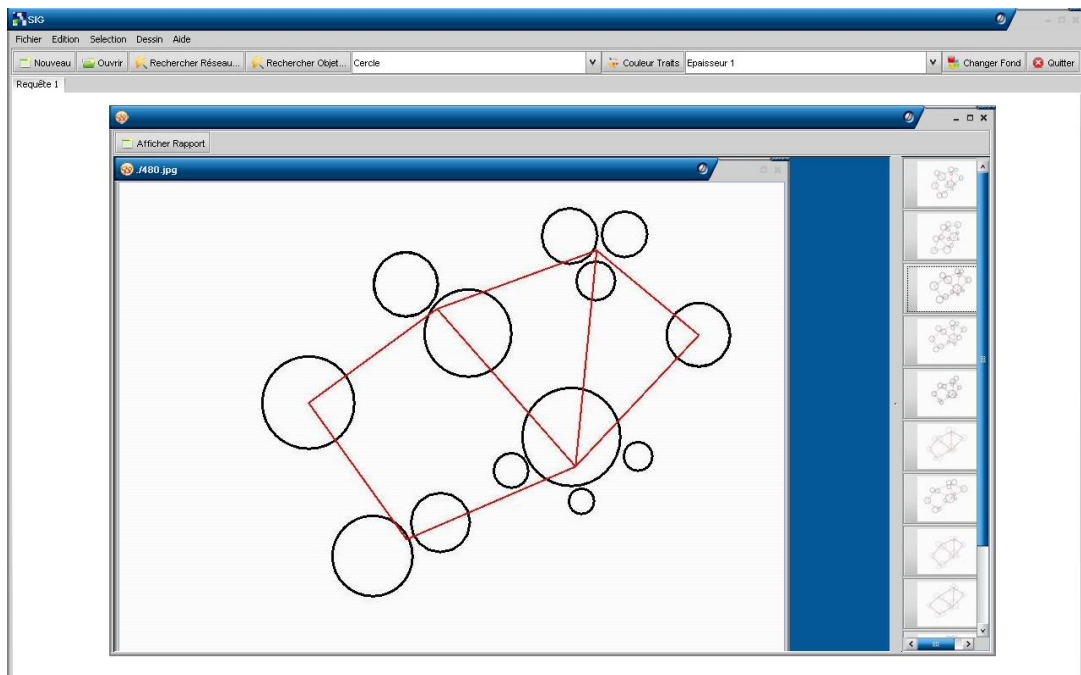 SIG
Fichier Edition Selection Dessin Aide
Nouveau Ouvrir Rechercher Réseau... Rechercher Objet... Cercle Couleur Traits Epaisseur 1 Changer Fond Quitter
Requête 1
Afficher Rapport
./480.jpg